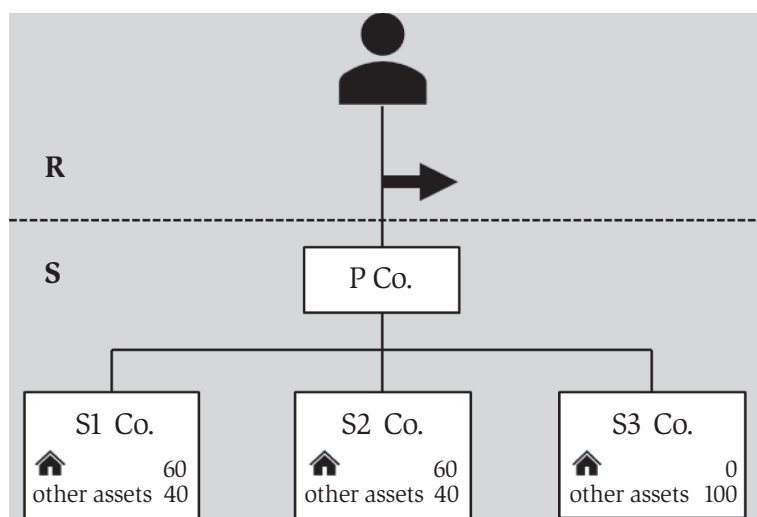 R
S
P Co.
S1 Co.
60
other assets 40
S2 Co.
60
other assets 40
S3 Co.
0
other assets 100